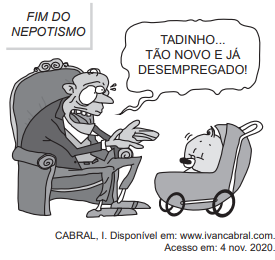 FIM DO
NEPOTISMO
TADINHO...
TÃO NOVO E JÁ
DESEMPREGADO!
CABRAL, I. Disponível em: www.ivancabral.com.
Acesso em: 4 nov. 2020.